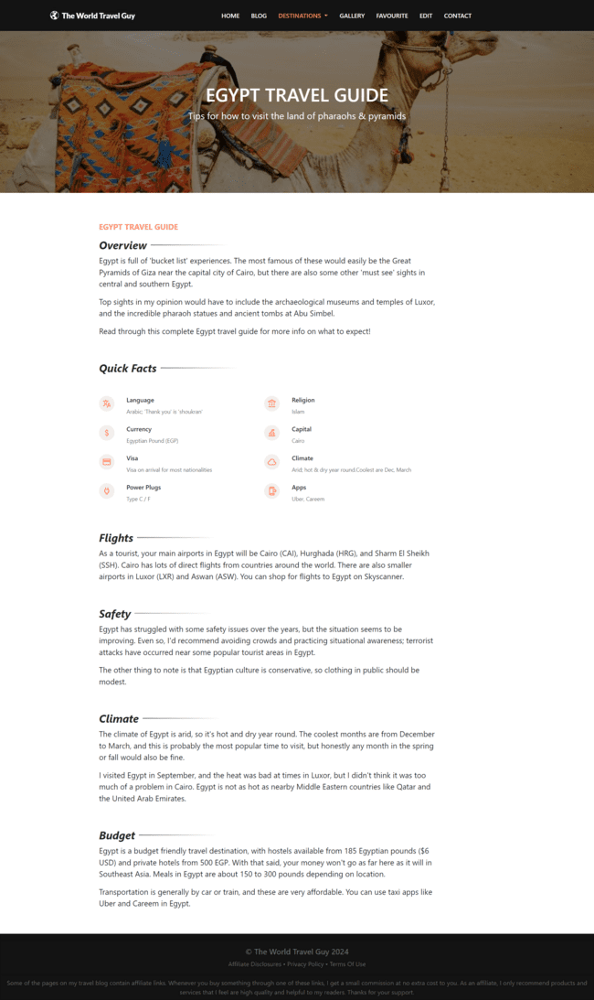 The World Travel Guy
HOME BLOG DESTINATIONS GALLERY FAVOURITE EDIT CONTACT
EGYPT TRAVEL GUIDE
Tips for how to visit the land of pharaohs & pyramids
EGYPT TRAVEL GUIDE
Overview
Egypt is full of 'bucket list' experiences. The most famous of these would easily be the Great
Pyramids of Giza near the capital city of Cairo, but there are also some other 'must see' sights in
central and southern Egypt.
Top sights in my opinion would have to include the archaeological museums and temples of Luxor,
and the incredible pharaoh statues and ancient tombs at Abu Simbel.
Read through this complete Egypt travel guide for more info on what to expect!
Quick Facts
Language
Arabic; 'Thank you' is 'shoukran'
Religion
Islam
Currency
Egyptian Pound (EGP)
Capital
Cairo
Visa
Visa on arrival for most nationalities
Climate
Arid; hot & dry year round.Coolest are Dec, March
Power Plugs
Type C / F
Apps
Uber, Careem
Flights
As a tourist, your main airports in Egypt will be Cairo (CAI), Hurghada (HRG), and Sharm El Sheikh
(SSH). Cairo has lots of direct flights from countries around the world. There are also smaller
airports in Luxor (LXR) and Aswan (ASW). You can shop for flights to Egypt on Skyscanner.
Safety
Egypt has struggled with some safety issues over the years, but the situation seems to be
improving. Even so, I'd recommend avoiding crowds and practicing situational awareness; terrorist
attacks have occurred near some popular tourist areas in Egypt.
The other thing to note is that Egyptian culture is conservative, so clothing in public should be
modest.
Climate
The climate of Egypt is arid, so it's hot and dry year round. The coolest months are from December
to March, and this is probably the most popular time to visit, but honestly any month in the spring
or fall would also be fine.
I visited Egypt in September, and the heat was bad at times in Luxor, but I didn't think it was too
much of a problem in Cairo. Egypt is not as hot as nearby Middle Eastern countries like Qatar and
the United Arab Emirates.
Budget
Egypt is a budget friendly travel destination, with hostels available from 185 Egyptian pounds ($6
USD) and private hotels from 500 EGP. With that said, your money won't go as far here as it will in
Southeast Asia. Meals in Egypt are about 150 to 300 pounds depending on location.
Transportation is generally by car or train, and these are very affordable. You can use taxi apps like
Uber and Careem in Egypt.
© The World Travel Guy 2024
Affiliate Disclosures • Privacy Policy • Terms Of Use
Some of the pages on my travel blog contain affiliate links. Whenever you buy something through one of these links, I get a small commission at no extra cost to you. As an affiliate, I only recommend products and
services that I feel are high quality and helpful to my readers. Thanks for your support.